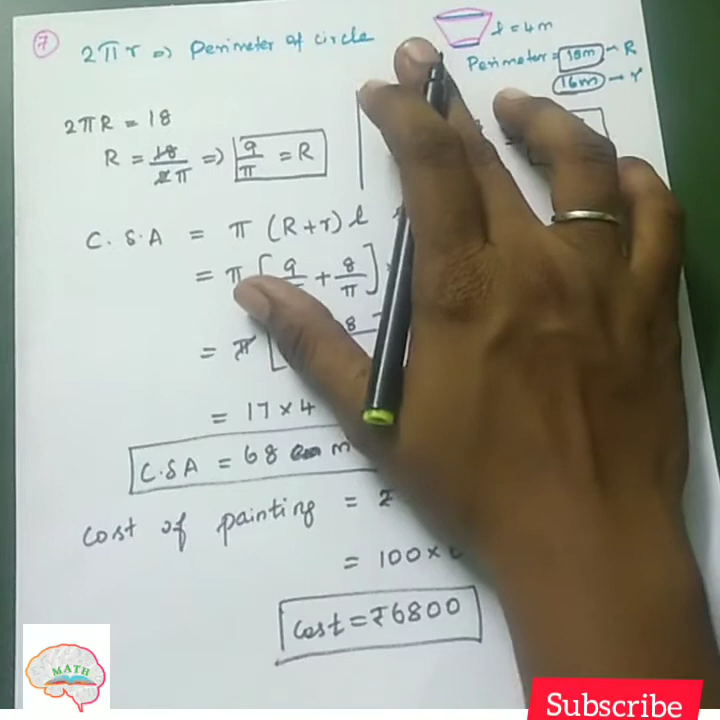 7 2πr ⇒ Perimeter of circle
l = 4m
Perimeter = 18m → R
16m → r
2πR = 18
R = 18/2π ⇒ 9/π = R
C.S.A = π (R+r) l
= π [ 9 + 8/π ]
= π [ 8
= 17 × 4
C.S.A = 68 m
Cost of painting =
= 100 ×
Cost = ₹6800
MATH
Subscribe